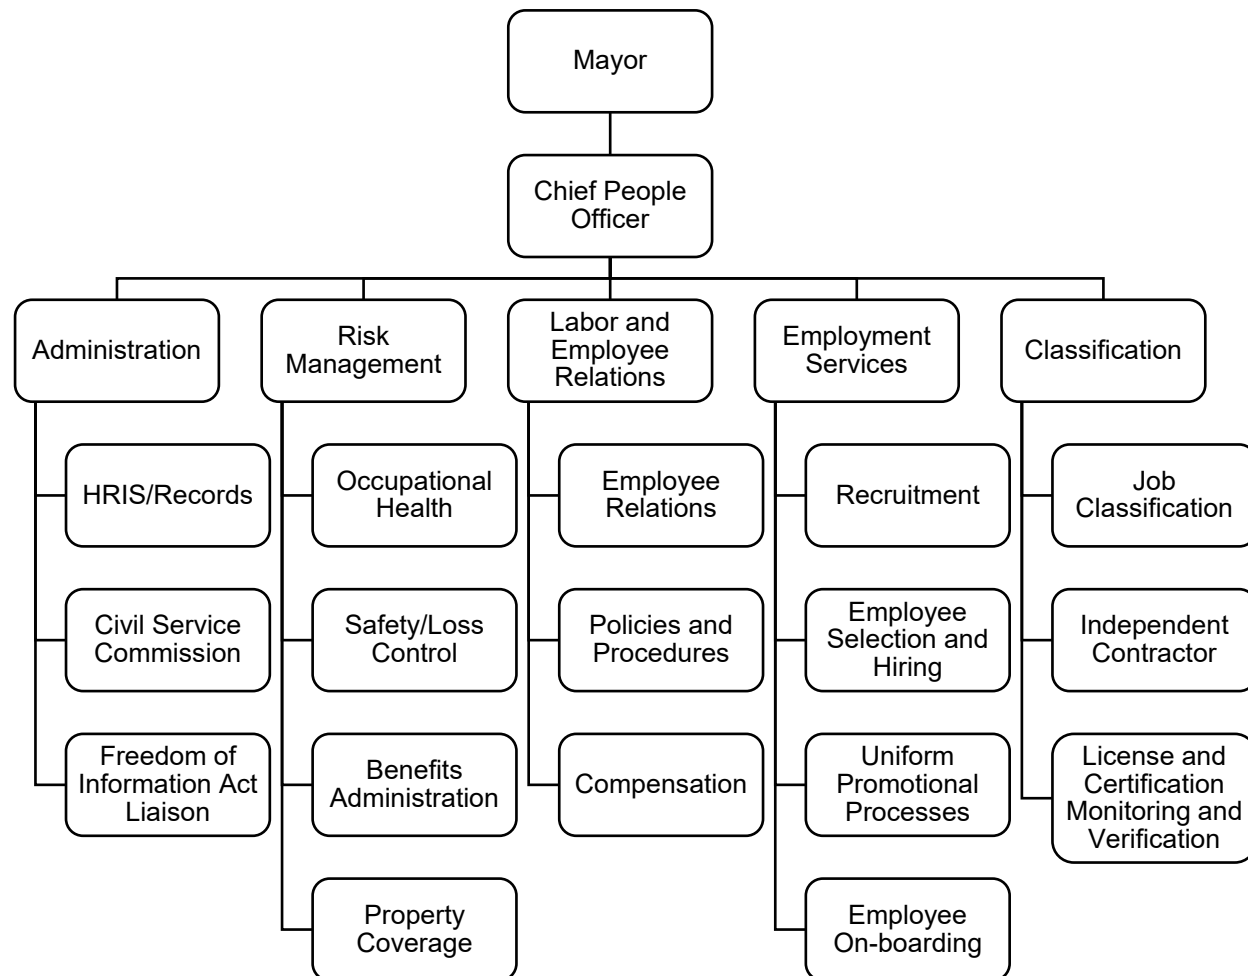 Mayor
Chief People
Officer
Administration
Risk
Management
Labor and
Employee
Relations
Employment
Services
Classification
HRIS/Records
Occupational
Health
Employee
Relations
Recruitment
Job
Classification
Civil Service
Commission
Safety/Loss
Control
Policies and
Procedures
Employee
Selection and
Hiring
Independent
Contractor
Freedom of
Information Act
Liaison
Benefits
Administration
Compensation
Uniform
Promotional
Processes
License and
Certification
Monitoring and
Verification
Property
Coverage
Employee
On-boarding